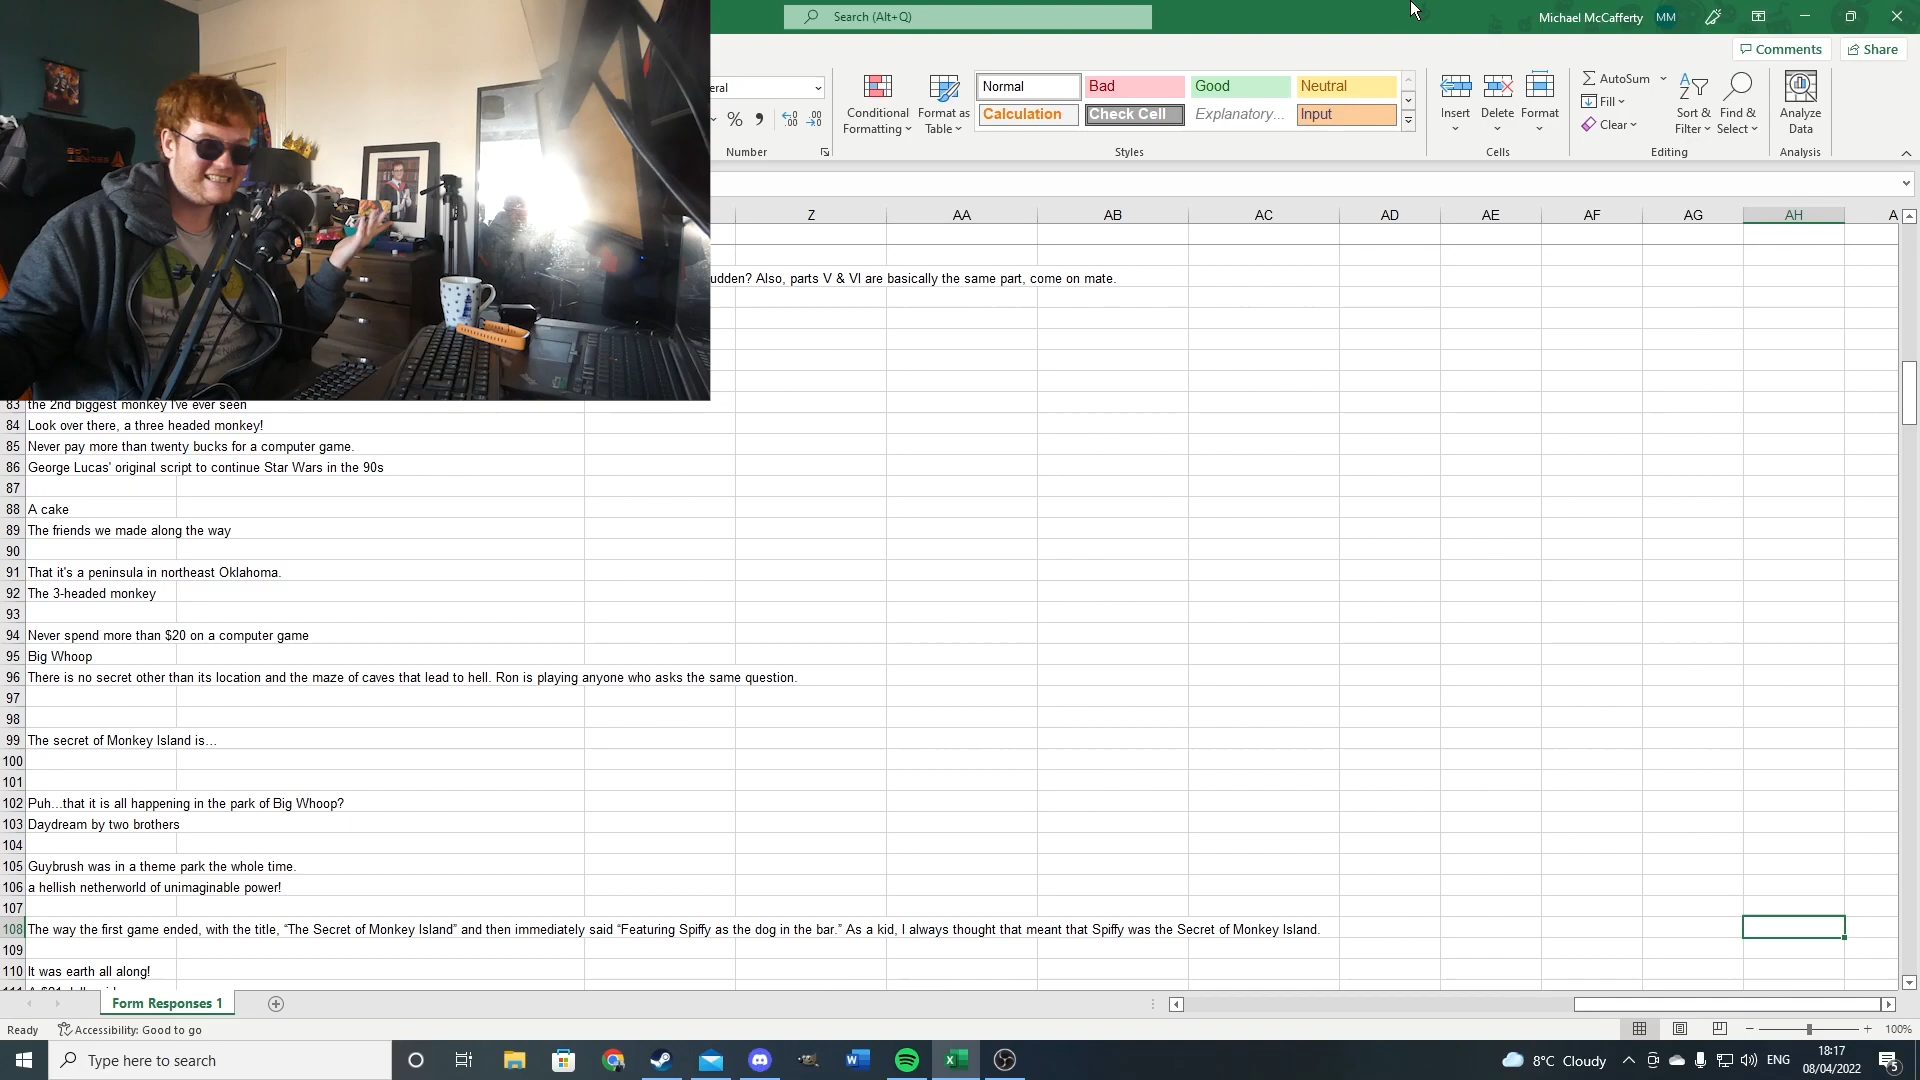 Search (Alt+Q)
Michael McCafferty
MM
Comments
Share
eral
Conditional
Formatting
Format as
Table
Normal
Bad
Good
Neutral
Calculation
Check Cell
Explanatory...
Input
Insert
Delete
Format
AutoSum
Fill
Clear
Sort &
Filter
Find &
Select
Analyze
Data
Number
Styles
Cells
Editing
Analysis
Z AA AB AC AD AE AF AG AH A
udden? Also, parts V & VI are basically the same part, come on mate.
83 the 2nd biggest monkey I've ever seen
84 Look over there, a three headed monkey!
85 Never pay more than twenty bucks for a computer game.
86 George Lucas' original script to continue Star Wars in the 90s
87
88 A cake
89 The friends we made along the way
90
91 That it's a peninsula in northeast Oklahoma.
92 The 3-headed monkey
93
94 Never spend more than $20 on a computer game
95 Big Whoop
96 There is no secret other than its location and the maze of caves that lead to hell. Ron is playing anyone who asks the same question.
97
98
99 The secret of Monkey Island is...
100
101
102 Puh...that it is all happening in the park of Big Whoop?
103 Daydream by two brothers
104
105 Guybrush was in a theme park the whole time.
106 a hellish netherworld of unimaginable power!
107
108 The way the first game ended, with the title, “The Secret of Monkey Island” and then immediately said “Featuring Spiffy as the dog in the bar.” As a kid, I always thought that meant that Spiffy was the Secret of Monkey Island.
109
110 It was earth all along!
Form Responses 1
Ready
Accessibility: Good to go
100%
Type here to search
8°C Cloudy
ENG
18:17
08/04/2022
5